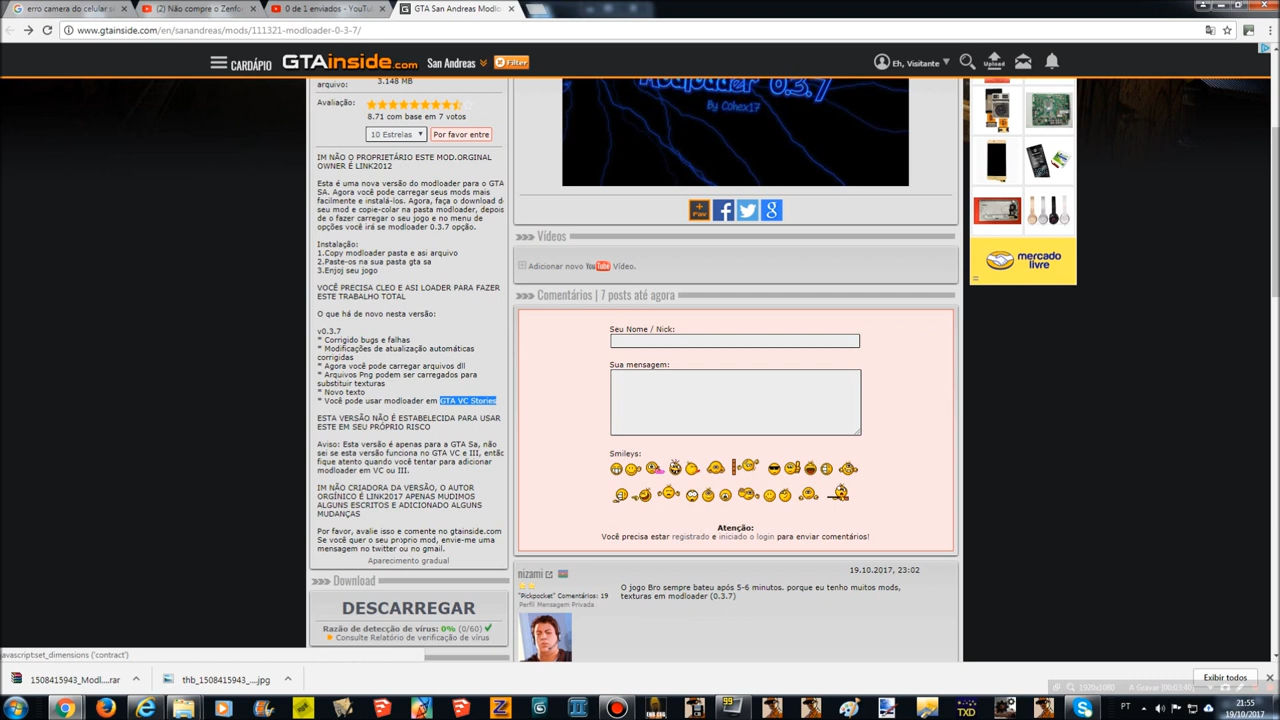 erro camera do celular s
(2) Não compre o Zenfo
0 de 1 enviados - YouTu
GTA San Andreas Modlo
www.gtainside.com/en/sanandreas/mods/111321-modloader-0-3-7/
CARDÁPIO
GTAinside.com
San Andreas
Filter
Eh, Visitante
Upload
arquivo:
3.148 MB
Avaliação:
8.71 com base em 7 votos
10 Estrelas
Por favor entre
IM NÃO O PROPRIETÁRIO ESTE MOD.ORGINAL
OWNER É LINK2012
Esta é uma nova versão do modloader para o GTA
SA. Agora você pode carregar seus mods mais
facilmente e instalá-los. Agora, faça o download do
seu mod e copie-colar na pasta modloader, depois
de o fazer carregar o seu jogo e no menu de
opções você irá se modloader 0.3.7 opção.
Instalação:
1.Copy modloader pasta e asi arquivo
2.Paste-os na sua pasta gta sa
3.Enjoj seu jogo
VOCÊ PRECISA CLEO E ASI LOADER PARA FAZER
ESTE TRABALHO TOTAL
O que há de novo nesta versão:
v0.3.7
* Corrigido bugs e falhas
* Modificações de atualização automáticas
corrigidas
* Agora você pode carregar arquivos dll
* Arquivos Png podem ser carregados para
substituir texturas
* Novo texto
* Você pode usar modloader em GTA VC Stories
ESTA VERSÃO NÃO É ESTABELECIDA PARA USAR
ESTE EM SEU PRÓPRIO RISCO
Aviso: Esta versão é apenas para a GTA Sa, não
sei se esta versão funciona no GTA VC e III, então
fique atento quando você tentar para adicionar
modloader em VC ou III.
IM NÃO CRIADORA DA VERSÃO, O AUTOR
ORGÍNICO É LINK2017 APENAS MUDIMOS
ALGUNS ESCRITOS E ADICIONADO ALGUNS
MUDANÇAS
Por favor, avalie isso e comente no gtainside.com
Se você quer o seu próprio mod, envie-me uma
mensagem no twitter ou no gmail.
Aparecimento gradual
Download
DESCARREGAR
Razão de detecção de vírus: 0% (0/60)
Consulte Relatório de verificação de vírus
Modloader 0.3.7
By Cohex17
Fav
Vídeos
Adicionar novo YouTube Vídeo.
Comentários | 7 posts até agora
Seu Nome / Nick:
Sua mensagem:
Smileys:
Atenção:
Você precisa estar registrado e iniciado o login para enviar comentários!
nizami
19.10.2017, 23:02
"Pickpocket" Comentários: 19
Perfil Mensagem Privada
O jogo Bro sempre bateu após 5-6 minutos. porque eu tenho muitos mods,
texturas em modloader (0.3.7)
mercado
livre
javascript:set_dimensions ('contract')
1508415943_Modl....rar
thb_1508415943_....jpg
Exibir todos
1920x1080
A Gravar [00:03:40]
99
TXD
PT
21:55
19/10/2017